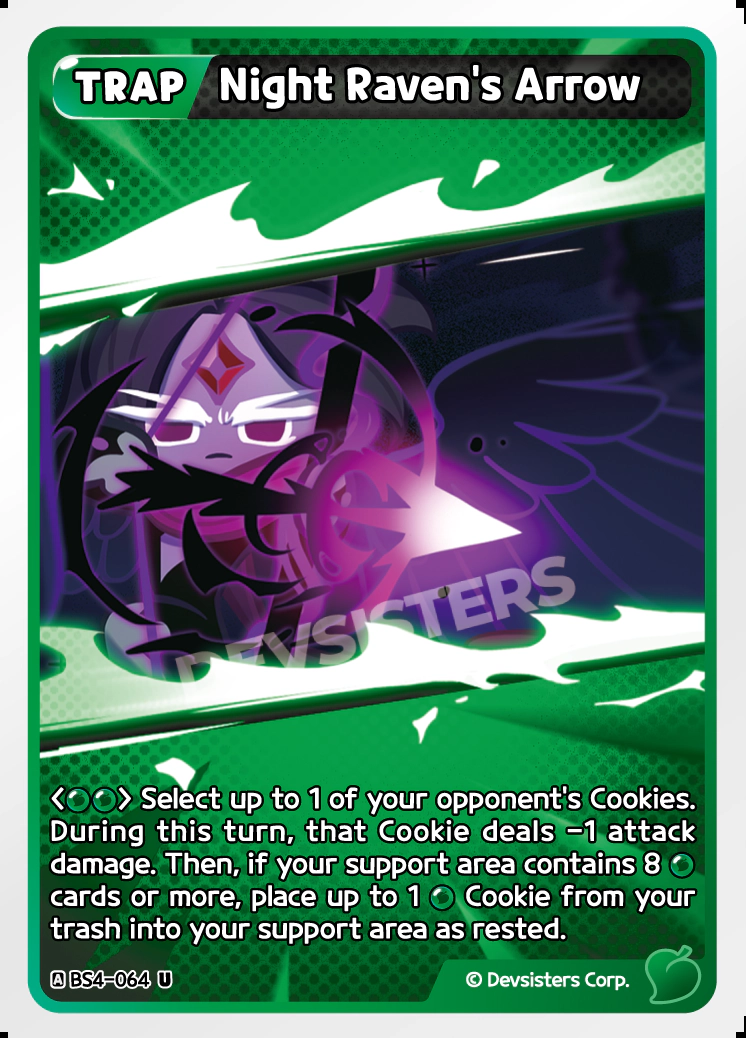 TRAP Night Raven's Arrow
DEVSISTERS
< > Select up to 1 of your opponent's Cookies.
During this turn, that Cookie deals -1 attack
damage. Then, if your support area contains 8
cards or more, place up to 1 Cookie from your
trash into your support area as rested.
A BS4-064 U
© Devsisters Corp.